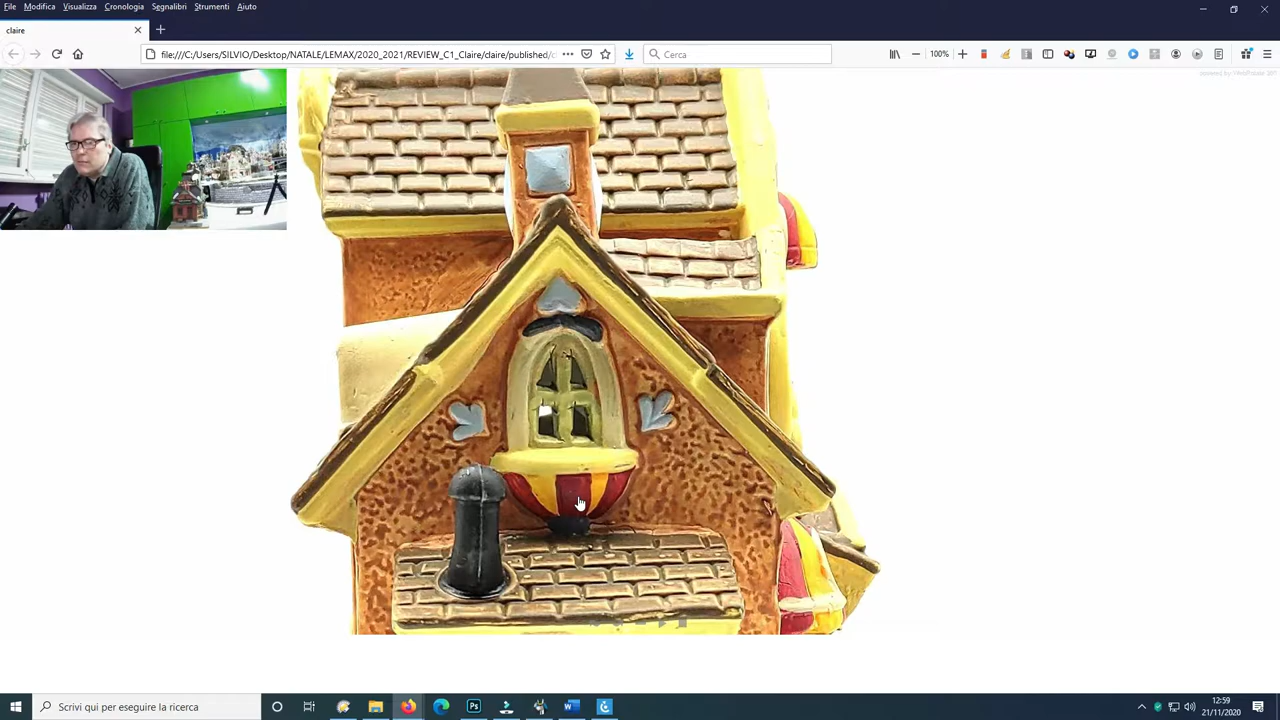 File Modifica Visualizza Cronologia Segnalibri Strumenti Aiuto
claire
file:///C:/Users/SILVIO/Desktop/NATALE/LEMAX/2020_2021/REVIEW_C1_Claire/claire/published/c
Cerca
100%
Scrivi qui per eseguire la ricerca
Ps
12:59
21/11/2020